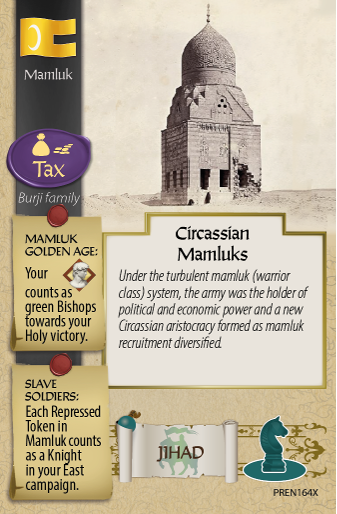 Mamluk
Tax
Burji family
MAMLUK
GOLDEN AGE:
Your
counts as
green Bishops
towards your
Holy victory.
SLAVE
SOLDIERS:
Each Repressed
Token in
Mamluk counts
as a Knight
in your East
campaign.
Circassian
Mamluks
Under the turbulent mamluk (warrior
class) system, the army was the holder of
political and economic power and a new
Circassian aristocracy formed as mamluk
recruitment diversified.
JIHAD
PREN164X